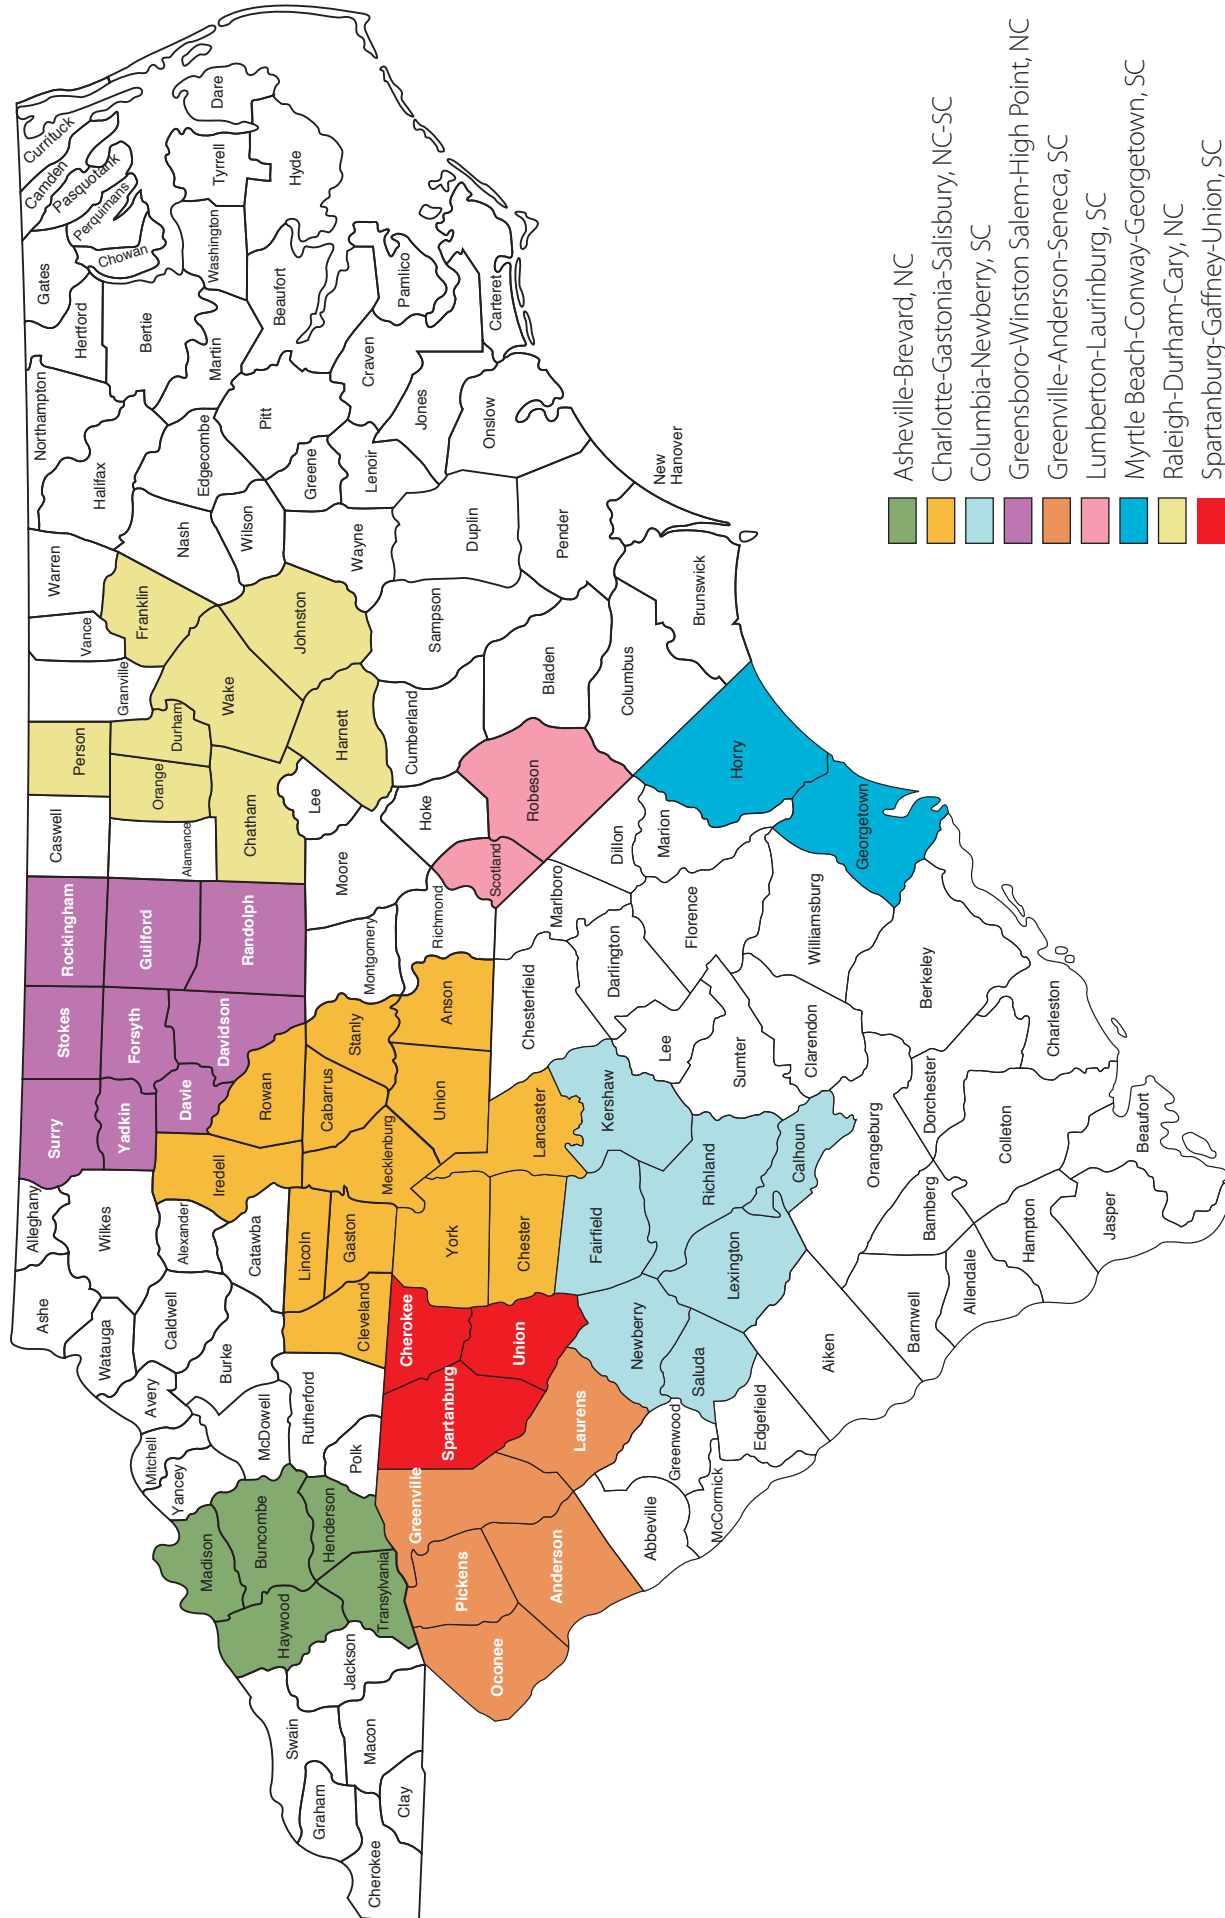 Currituck
Camden
Pasquotank
Perquimans
Chowan
Gates
Hertford
Northampton
Halifax
Bertie
Warren
Vance
Granville
Person
Caswell
Rockingham
Stokes
Surry
Alleghany
Ashe
Watauga
Wilkes
Yadkin
Forsyth
Guilford
Alamance
Orange
Durham
Franklin
Nash
Edgecombe
Martin
Washington
Tyrrell
Dare
Hyde
Beaufort
Pitt
Wilson
Wake
Chatham
Randolph
Davidson
Davie
Iredell
Alexander
Caldwell
Avery
Mitchell
Yancey
Madison
Buncombe
McDowell
Burke
Catawba
Rowan
Johnston
Greene
Lenoir
Craven
Pamlico
Carteret
Jones
Onslow
Wayne
Duplin
Sampson
Harnett
Lee
Moore
Montgomery
Stanly
Cabarrus
Mecklenburg
Lincoln
Gaston
Cleveland
Rutherford
Polk
Henderson
Transylvania
Haywood
Jackson
Swain
Macon
Graham
Clay
Cherokee
Union
Anson
Richmond
Scotland
Hoke
Cumberland
Robeson
Bladen
Columbus
Pender
New
Hanover
Brunswick
Oconee
Pickens
Anderson
Greenville
Spartanburg
Cherokee
Union
Laurens
York
Chester
Lancaster
Chesterfield
Marlboro
Dillon
Marion
Horry
Georgetown
Darlington
Florence
Lee
Kershaw
Fairfield
Newberry
Saluda
Greenwood
Abbeville
McCormick
Edgefield
Lexington
Richland
Calhoun
Sumter
Clarendon
Williamsburg
Berkeley
Charleston
Dorchester
Orangeburg
Aiken
Barnwell
Bamberg
Allendale
Hampton
Colleton
Jasper
Beaufort
Asheville-Brevard, NC
Charlotte-Gastonia-Salisbury, NC-SC
Columbia-Newberry, SC
Greensboro-Winston Salem-High Point, NC
Greenville-Anderson-Seneca, SC
Lumberton-Laurinburg, SC
Myrtle Beach-Conway-Georgetown, SC
Raleigh-Durham-Cary, NC
Spartanburg-Gaffney-Union, SC